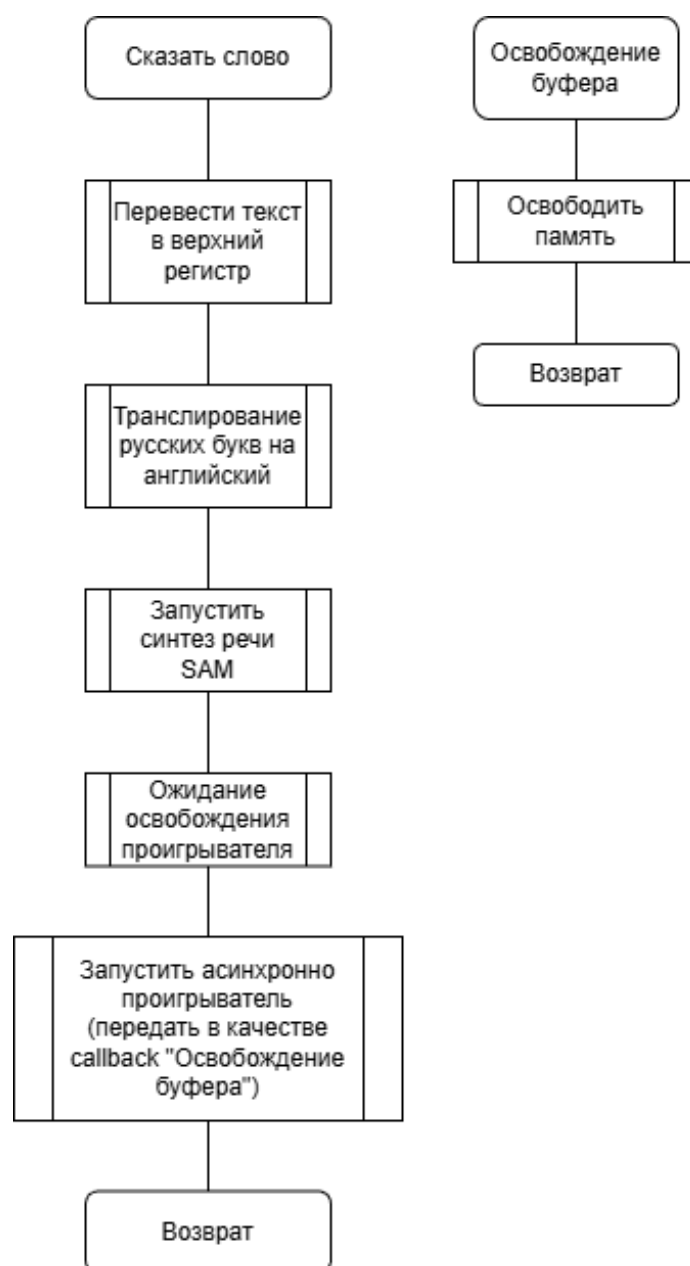 Сказать слово
Перевести текст
в верхний
регистр
Транслирование
русских букв на
английский
Запустить
синтез речи
SAM
Ожидание
освобождения
проигрывателя
Запустить асинхронно
проигрыватель
(передать в качестве
callback "Освобождение
буфера")
Возврат
Освобождение
буфера
Освободить
память
Возврат